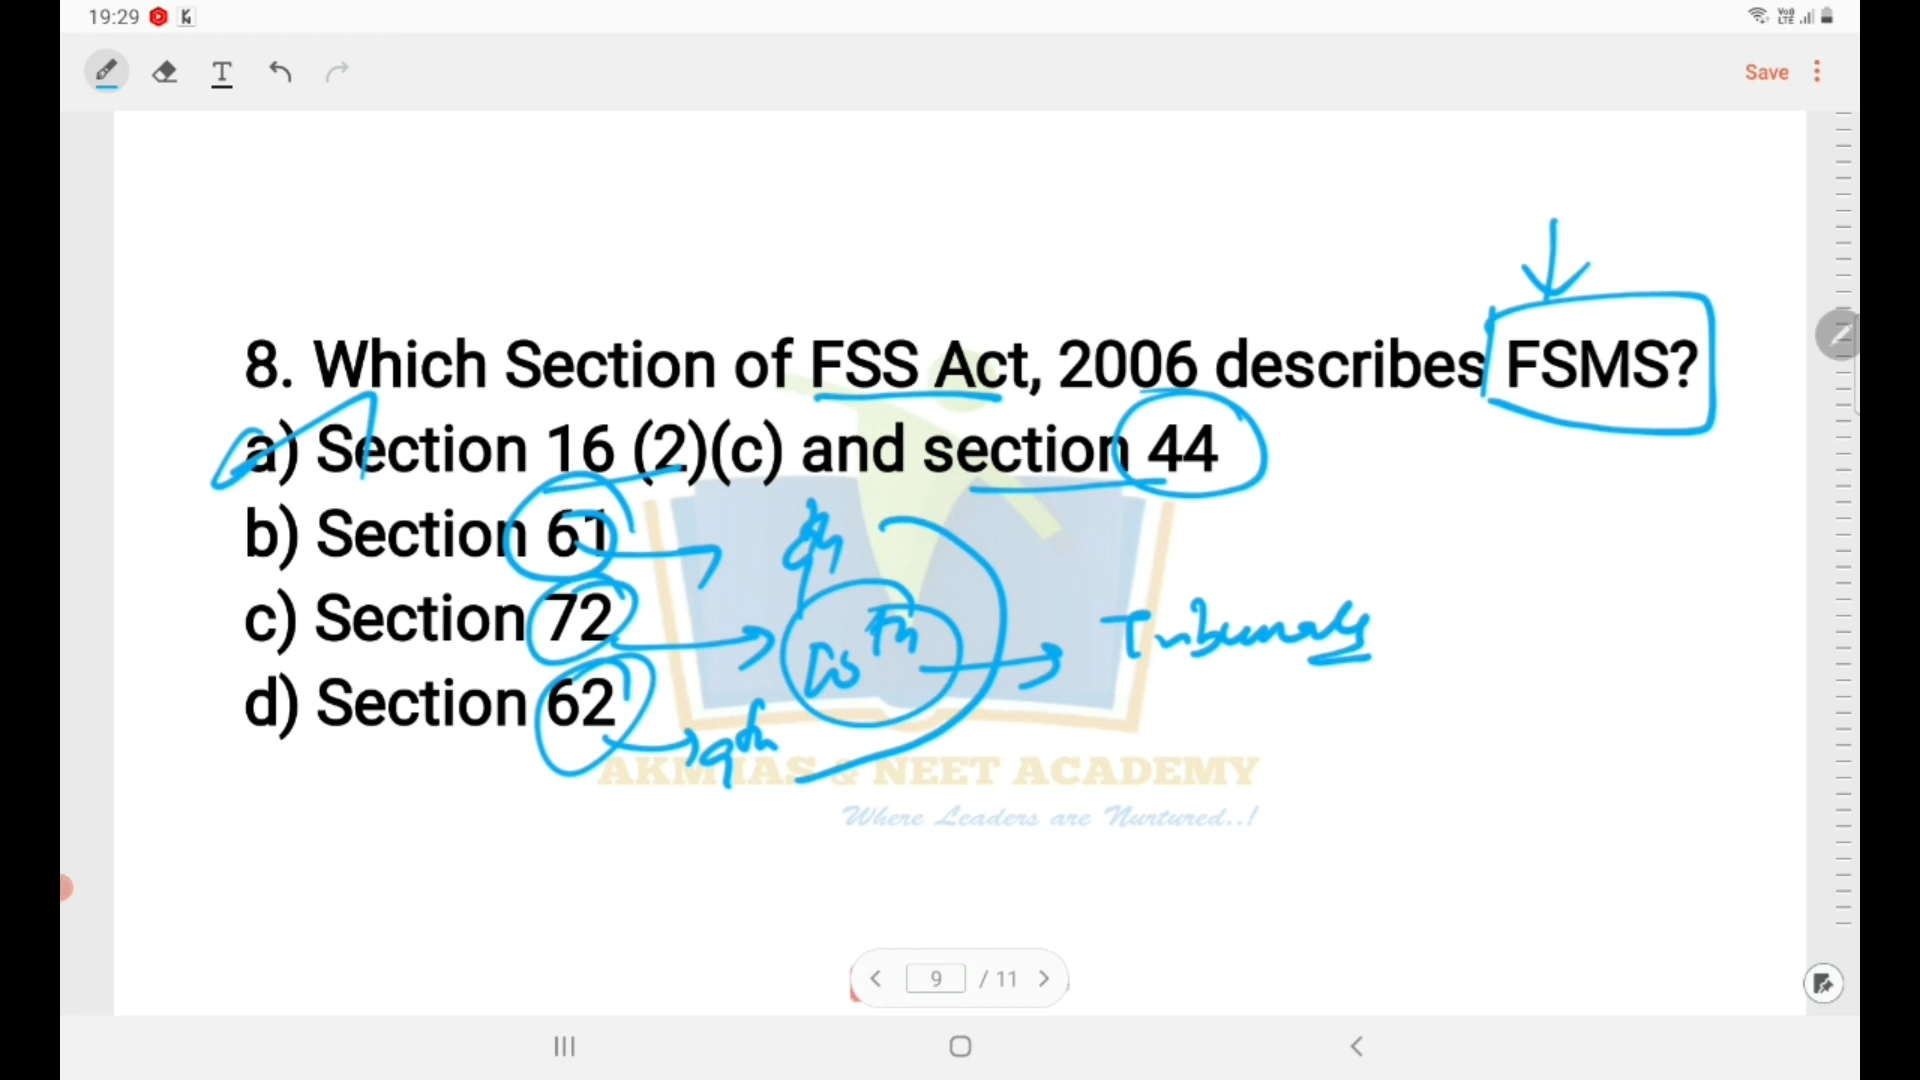 19:29
Save
8. Which Section of FSS Act, 2006 describes FSMS?
a) Section 16 (2)(c) and section 44
b) Section 61
c) Section 72
d) Section 62
Tribunals
9th
AKM IAS & NEET ACADEMY
Where Leaders are Nurtured..!
9 / 11